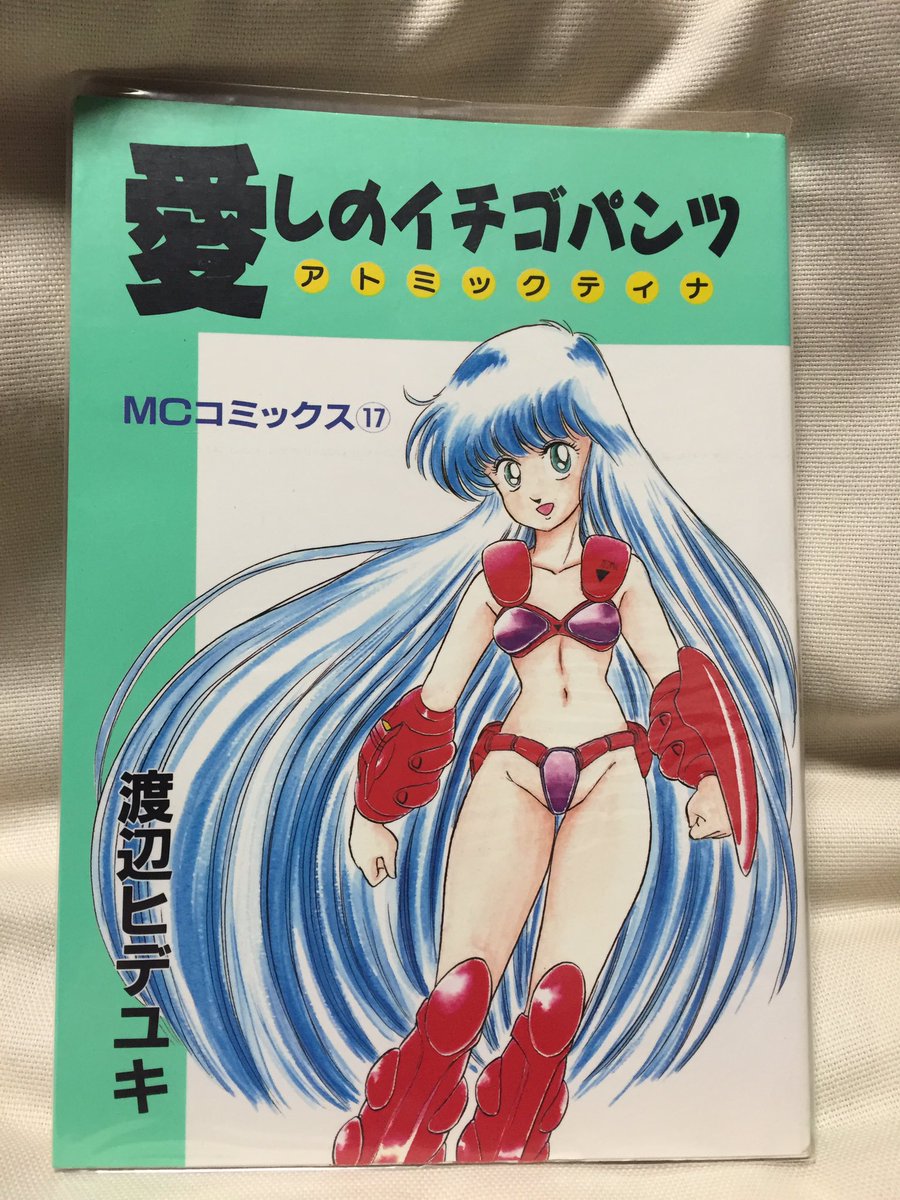 愛しのイチゴパンツ
アトミックティナ
MCコミックス⑰
渡辺ヒデユキ